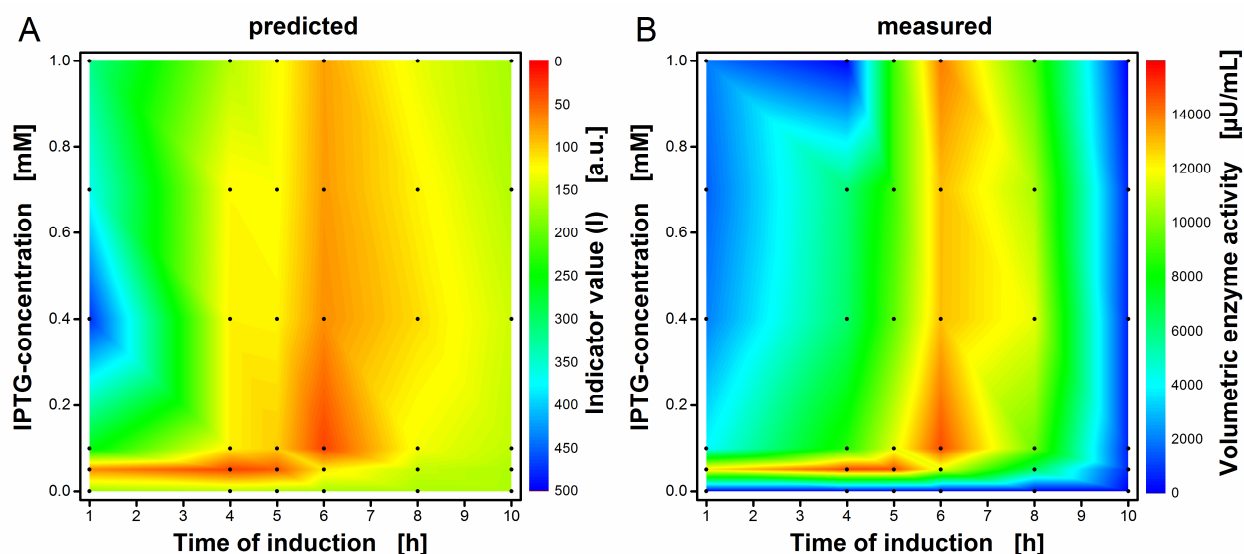 A
predicted
IPTG-concentration [mM]
1.0
0.8
0.6
0.4
0.2
0.0
1 2 3 4 5 6 7 8 9 10
Time of induction [h]
0
50
100
150
200
250
300
350
400
450
500
Indicator value (I) [a.u.]
B
measured
IPTG-concentration [mM]
1.0
0.8
0.6
0.4
0.2
0.0
1 2 3 4 5 6 7 8 9 10
Time of induction [h]
14000
12000
10000
8000
6000
4000
2000
0
Volumetric enzyme activity [µU/mL]